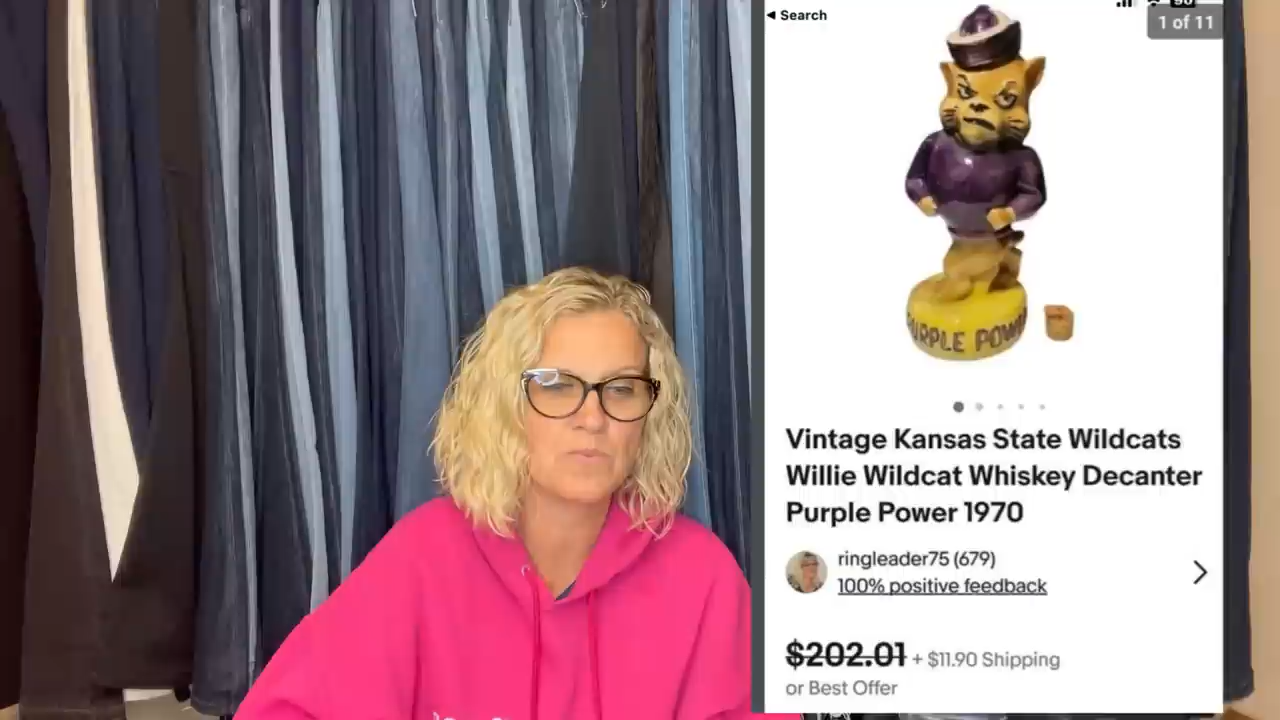 ◀ Search
1 of 11
PURPLE POWER
Vintage Kansas State Wildcats
Willie Wildcat Whiskey Decanter
Purple Power 1970
ringleader75 (679)
100% positive feedback
$202.01 + $11.90 Shipping
or Best Offer